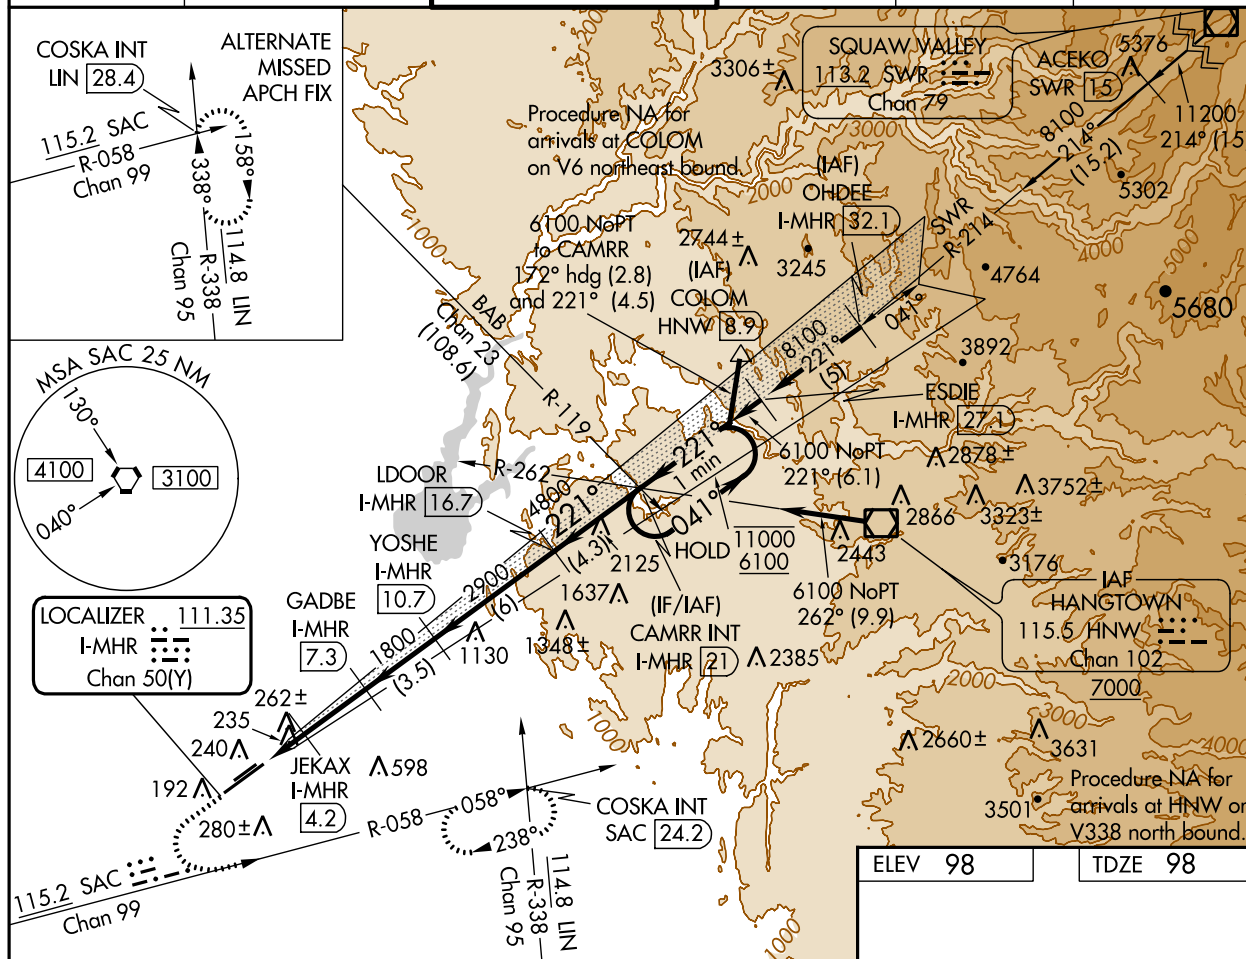 COSKA INT
LIN 28.4
ALTERNATE
MISSED
APCH FIX
115.2 SAC
R-058
Chan 99
158°
338°
R-338
114.8 LIN
Chan 95
MSA SAC 25 NM
130°
4100
3100
040°
LOCALIZER 111.35
I-MHR
Chan 50(Y)
3306±
SQUAW VALLEY
113.2 SWR
Chan 79
ACEKO
SWR 15
5376
11200
214° (15
8100
214°
(15.2)
5302
Procedure NA for
arrivals at COLOM
on V6 northeast bound.
3000
2000
1000
4000
5000
(IAF)
OHDEE
I-MHR 32.1
SWR
R-214
4764
5680
6100 NoPT
to CAMRR
172° hdg (2.8)
and 221° (4.5)
2744±
3245
(IAF)
COLOM
HNW 8.9
BAB
Chan 23
(108.6)
R-119
8100
221°
(5)
041°
3892
ESDIE
I-MHR 27.1
6100 NoPT
221° (6.1)
2878±
3752±
2866
3323±
2443
3176
221°
1 min
041°
R-262
LDOOR
I-MHR 16.7
4800
221°
(4.3)
2125
HOLD
11000
6100
6100 NoPT
262° (9.9)
IAF
HANGTOWN
115.5 HNW
Chan 102
7000
YOSHE
I-MHR
10.7
2900
(6)
1637
1348±
(IF/IAF)
CAMRR INT
I-MHR 21
2385
GADBE
I-MHR
7.3
1800
(3.5)
1130
262±
235
240
192
280±
JEKAX
I-MHR
4.2
598
1000
2000
3000
4000
2660±
3631
3501
Procedure NA for
arrivals at HNW on
V338 north bound.
115.2 SAC
Chan 99
R-058
058°
238°
COSKA INT
SAC 24.2
114.8 LIN
R-338
Chan 95
1000
ELEV 98
TDZE 98